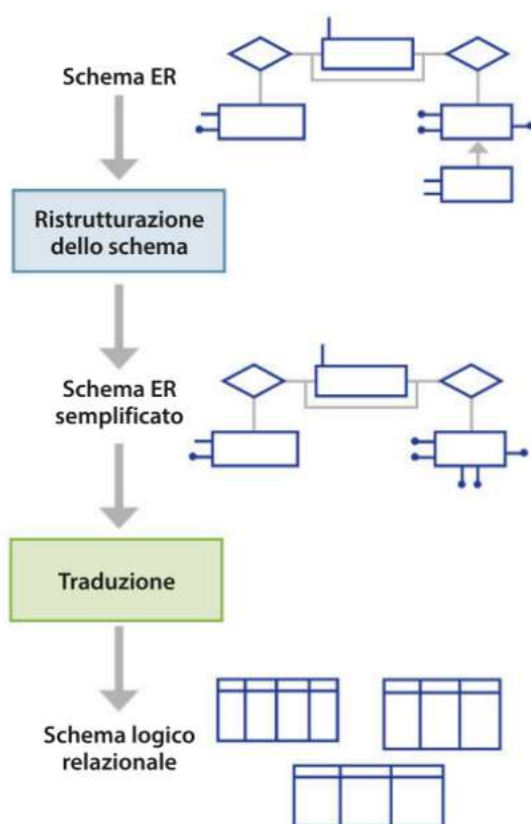 Schema ER
Ristrutturazione
dello schema
Schema ER
semplificato
Traduzione
Schema logico
relazionale